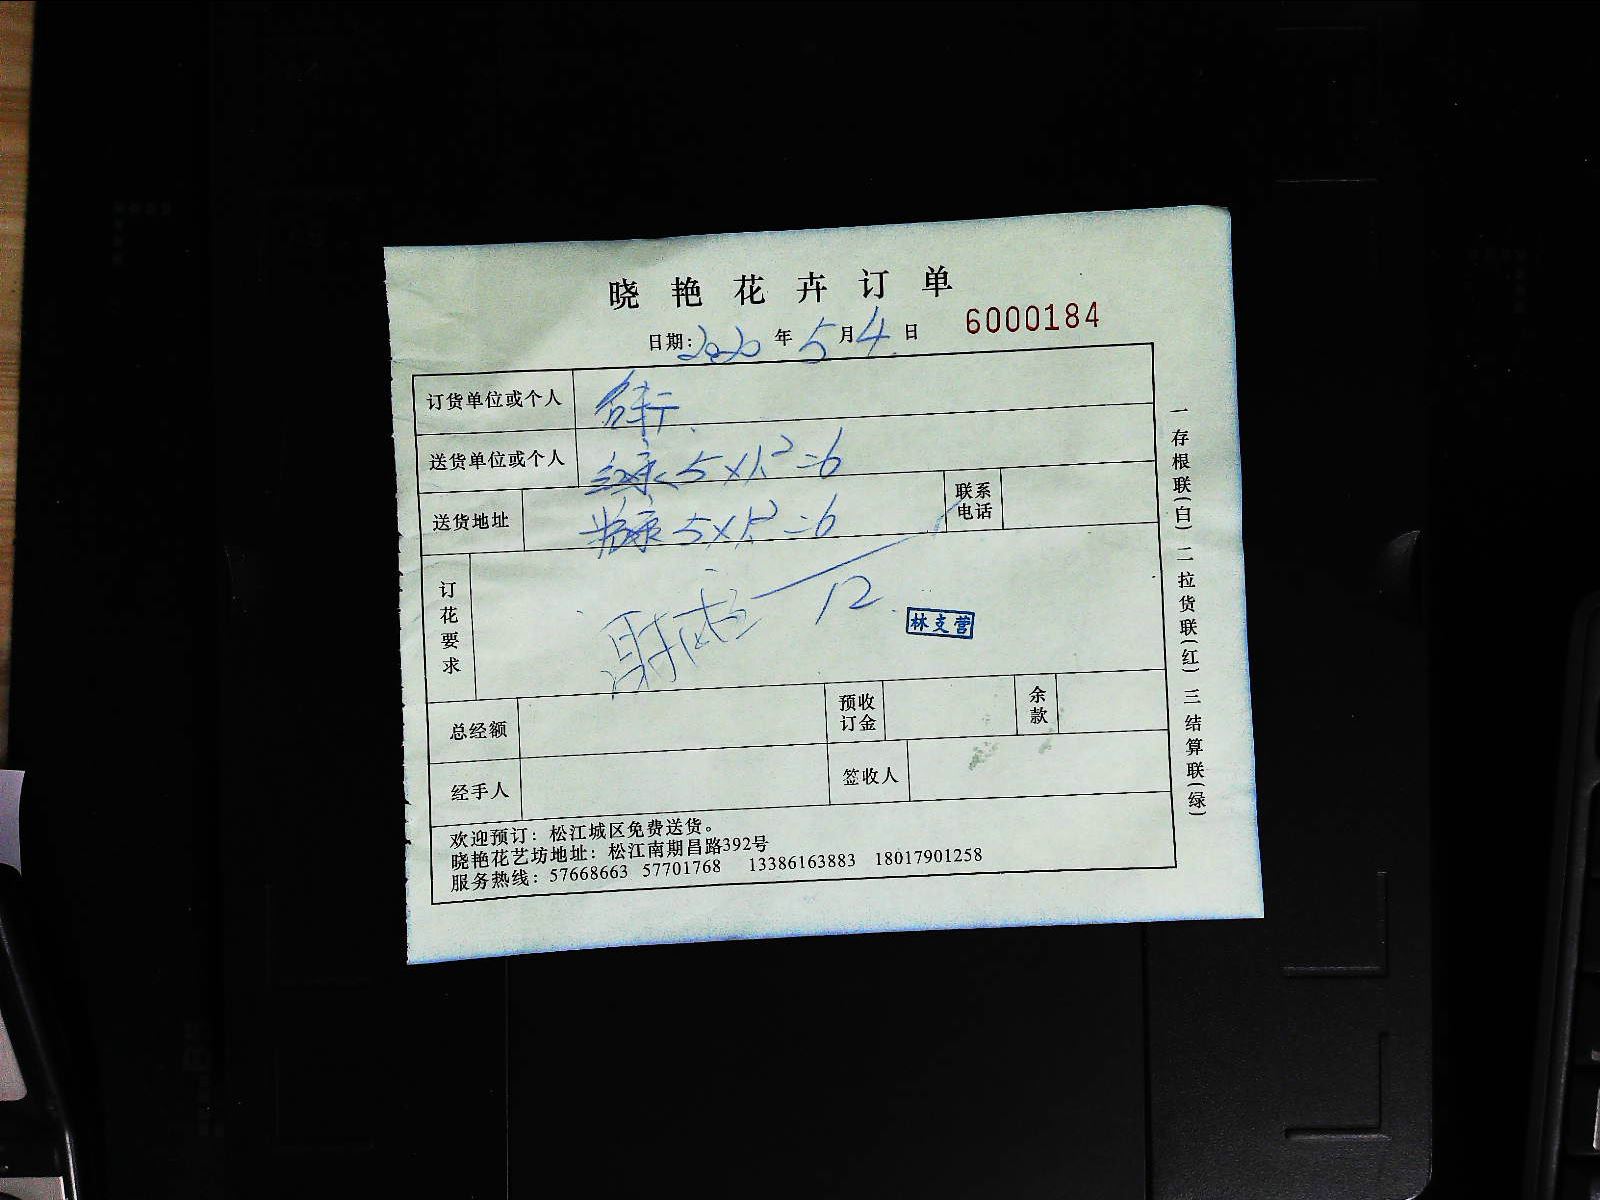 晓艳花卉订单
日期: 2020 年 5 月 4 日 6000184
订货单位或个人
送货单位或个人 5×1.2=6
送货地址 5×1.2=6 联系电话
订花要求 12
林支营
总经额 预收订金 余款
经手人 签收人
欢迎预订：松江城区免费送货。
晓艳花艺坊地址：松江南期昌路392号
服务热线：57668663 57701768 13386163883 18017901258
一存根联(白) 二拉货联(红) 三结算联(绿)